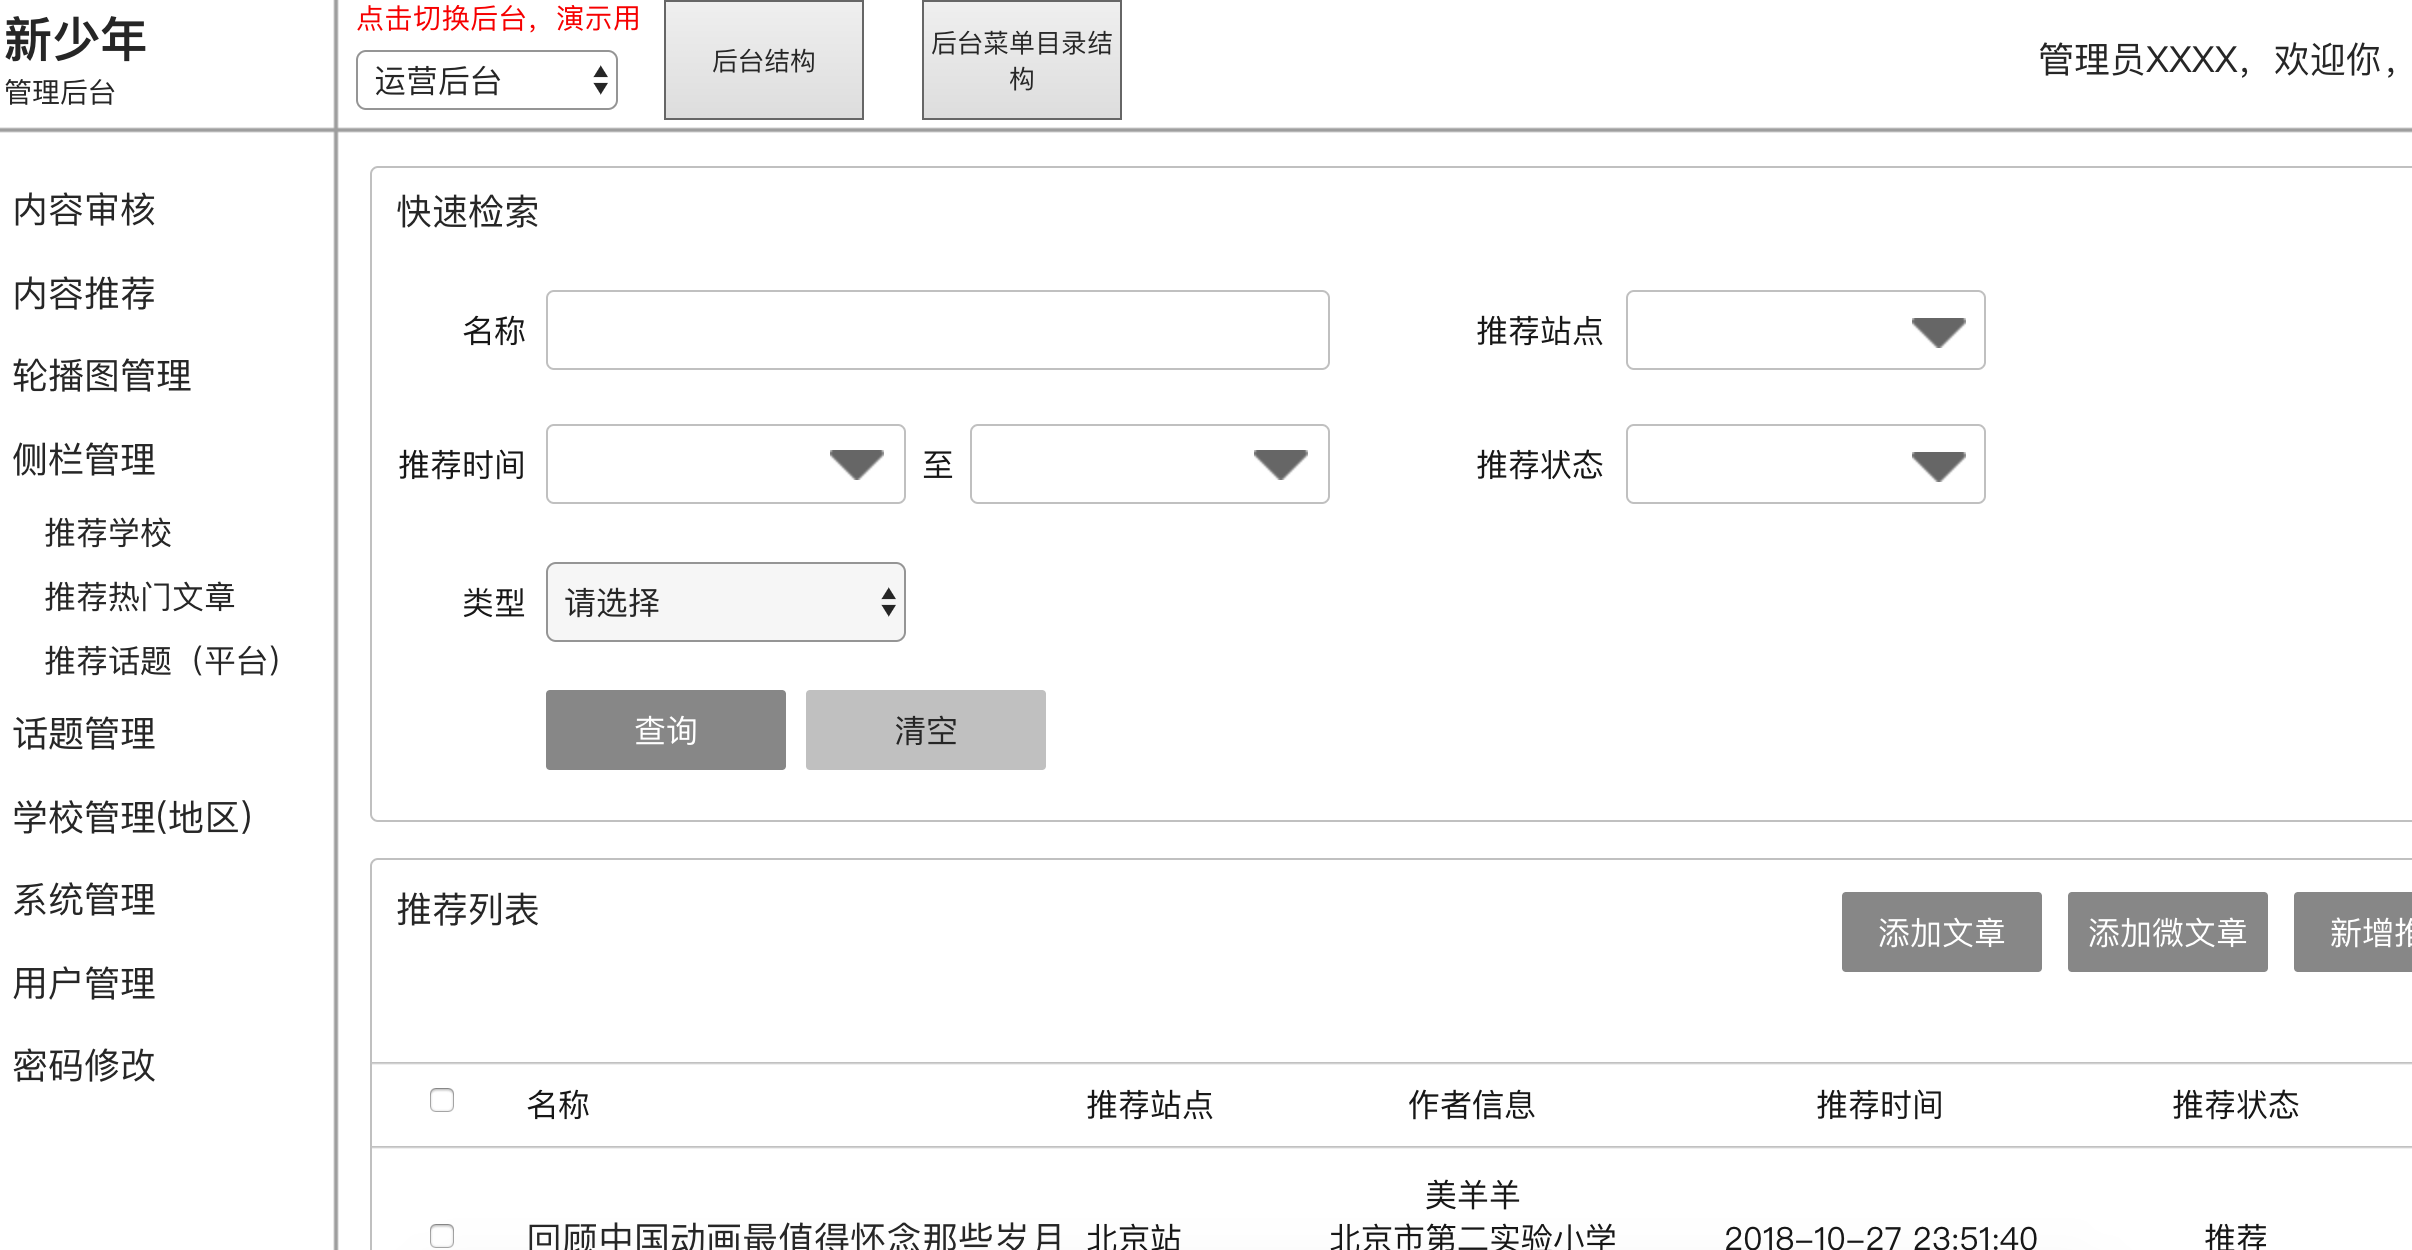 新少年
管理后台
点击切换后台，演示用
运营后台
后台结构
后台菜单目录结
构
管理员XXXX，欢迎你，
内容审核
内容推荐
轮播图管理
侧栏管理
推荐学校
推荐热门文章
推荐话题（平台）
话题管理
学校管理(地区)
系统管理
用户管理
密码修改
快速检索
名称
推荐站点
推荐时间 至
推荐状态
类型 请选择
查询 清空
推荐列表
添加文章 添加微文章 新增
名称 推荐站点 作者信息 推荐时间 推荐状态
美羊羊
回顾中国动画最值得怀念那些岁月 北京站 北京市第二实验小学 2018-10-27 23:51:40 推荐